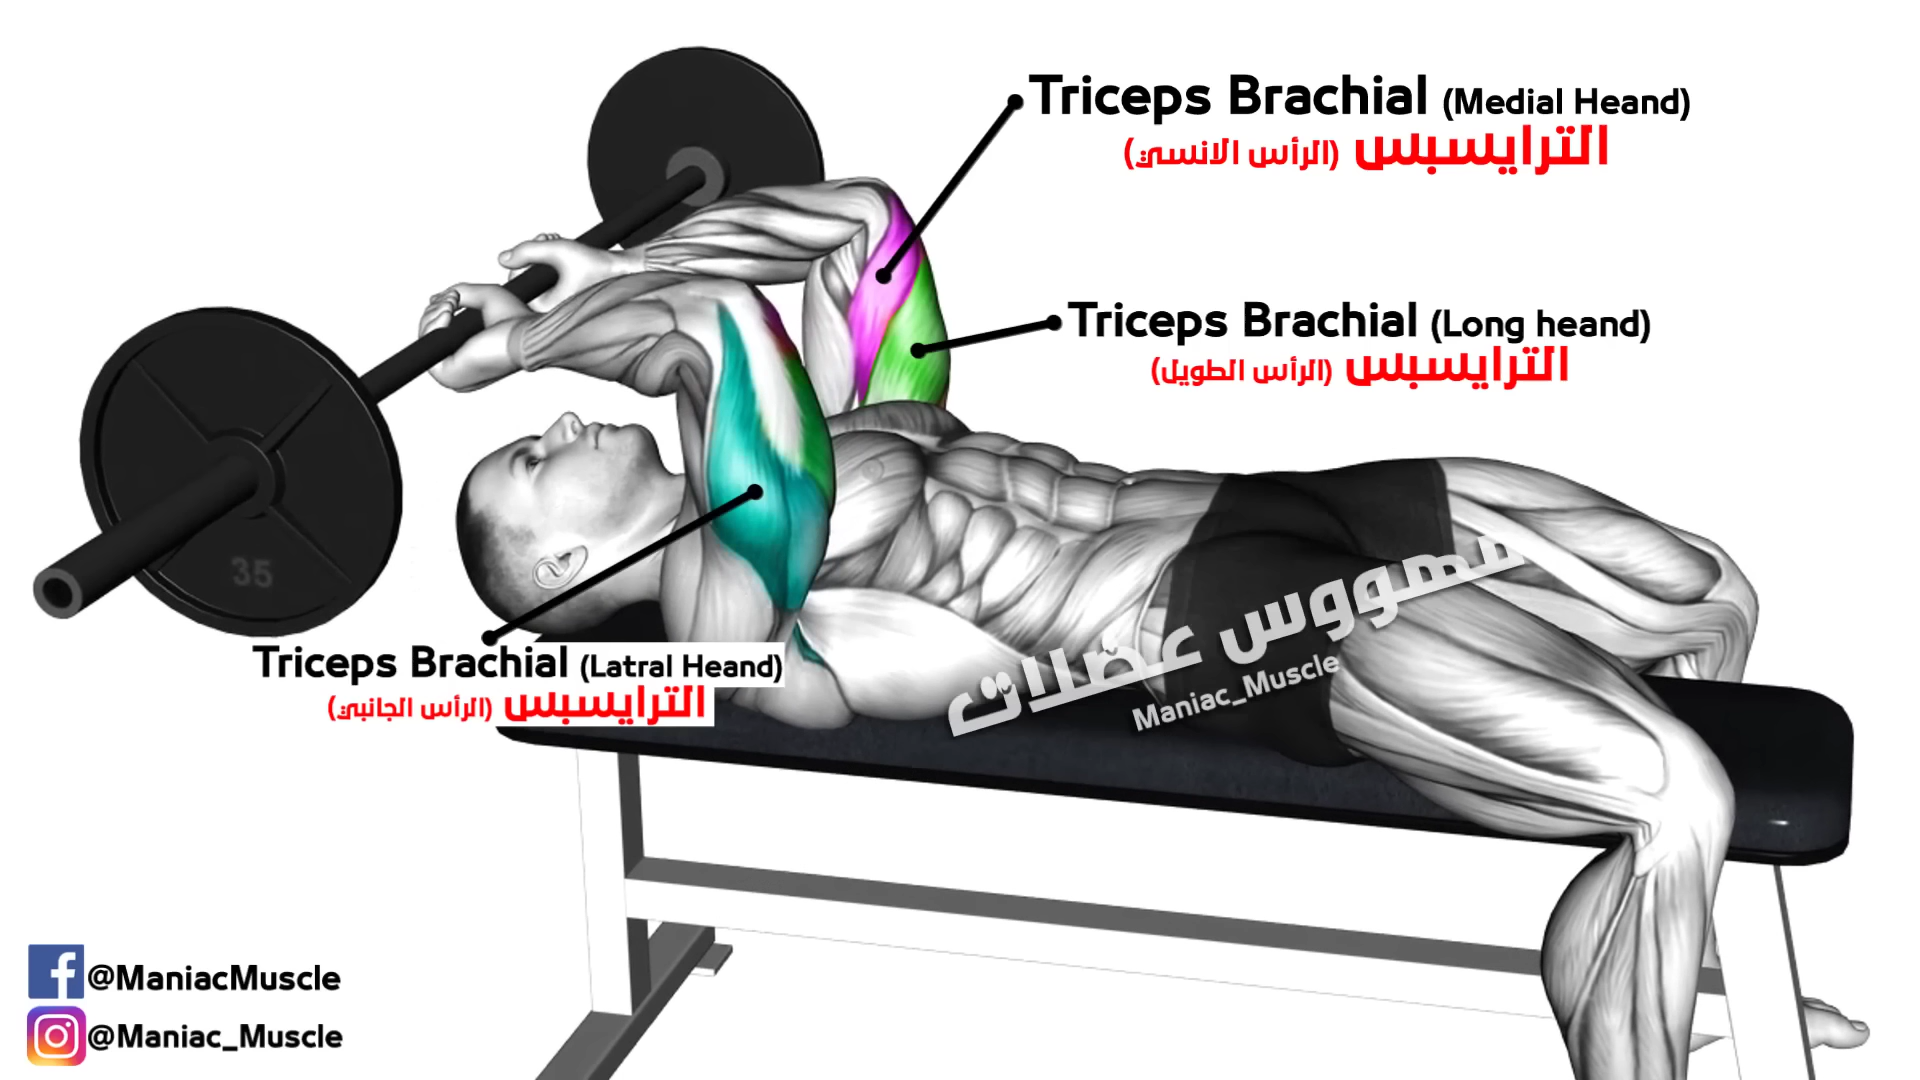 Triceps Brachial (Medial Heand)
الترايسبس (الرأس الانسي)
Triceps Brachial (Long heand)
الترايسبس (الرأس الطويل)
35
Triceps Brachial (Latral Heand)
الترايسبس (الرأس الجانبي)
مهووس عضلات
Maniac_Muscle
@ManiacMuscle
@Maniac_Muscle